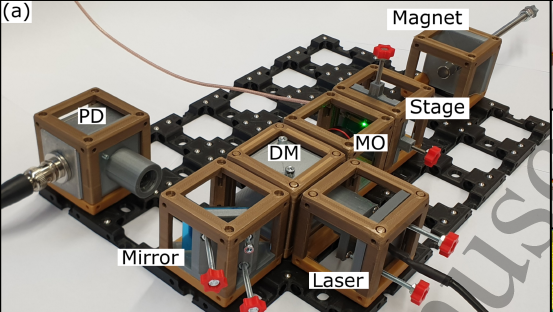 (a)
Magnet
Stage
PD
MO
DM
Mirror
Laser